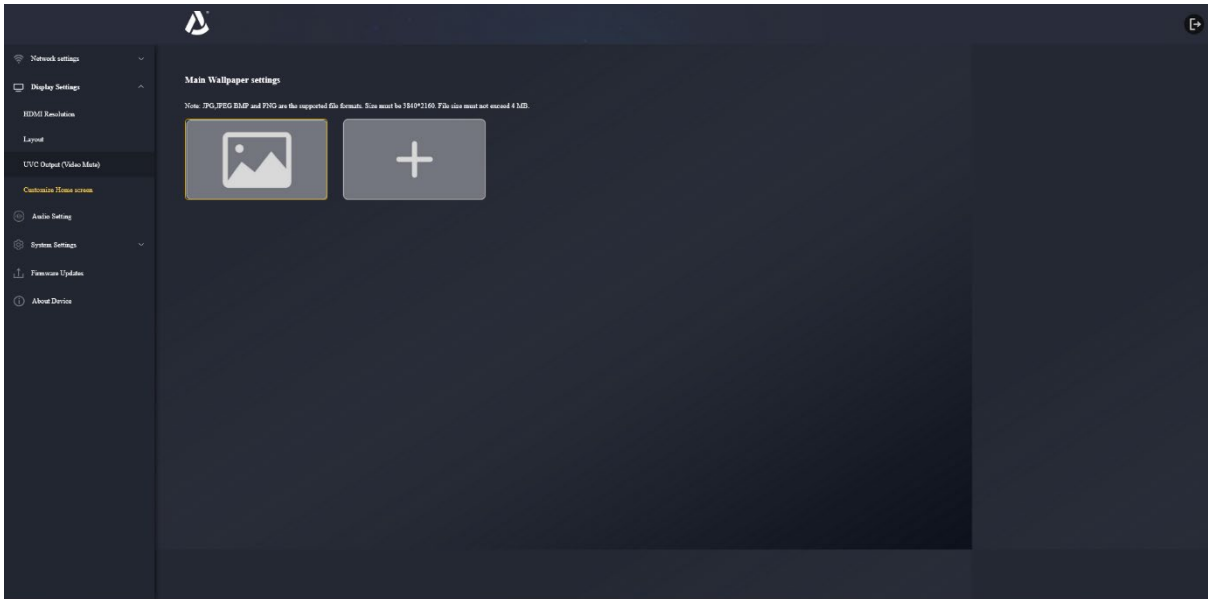 Network settings
Display Settings
HDMI Resolution
Layout
UVC Output (Video Mute)
Customize Home screen
Audio Setting
System Settings
Firmware Updates
About Device
Main Wallpaper settings
Note: JPG,JPEG BMP and PNG are the supported file formats. Size must be 3840*2160. File size must not exceed 4 MB.